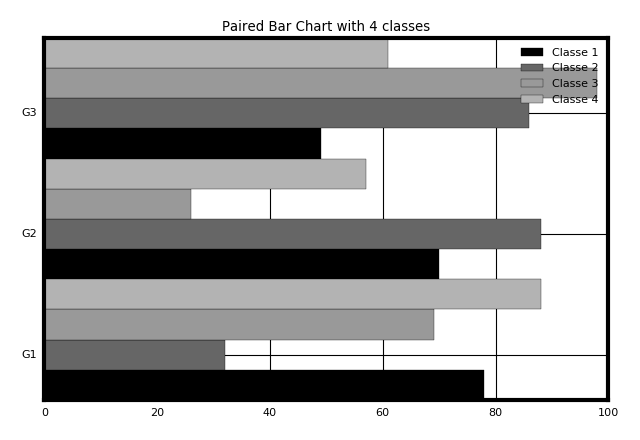 Paired Bar Chart with 4 classes
Classe 1
Classe 2
Classe 3
Classe 4
G3
G2
G1
0 20 40 60 80 100